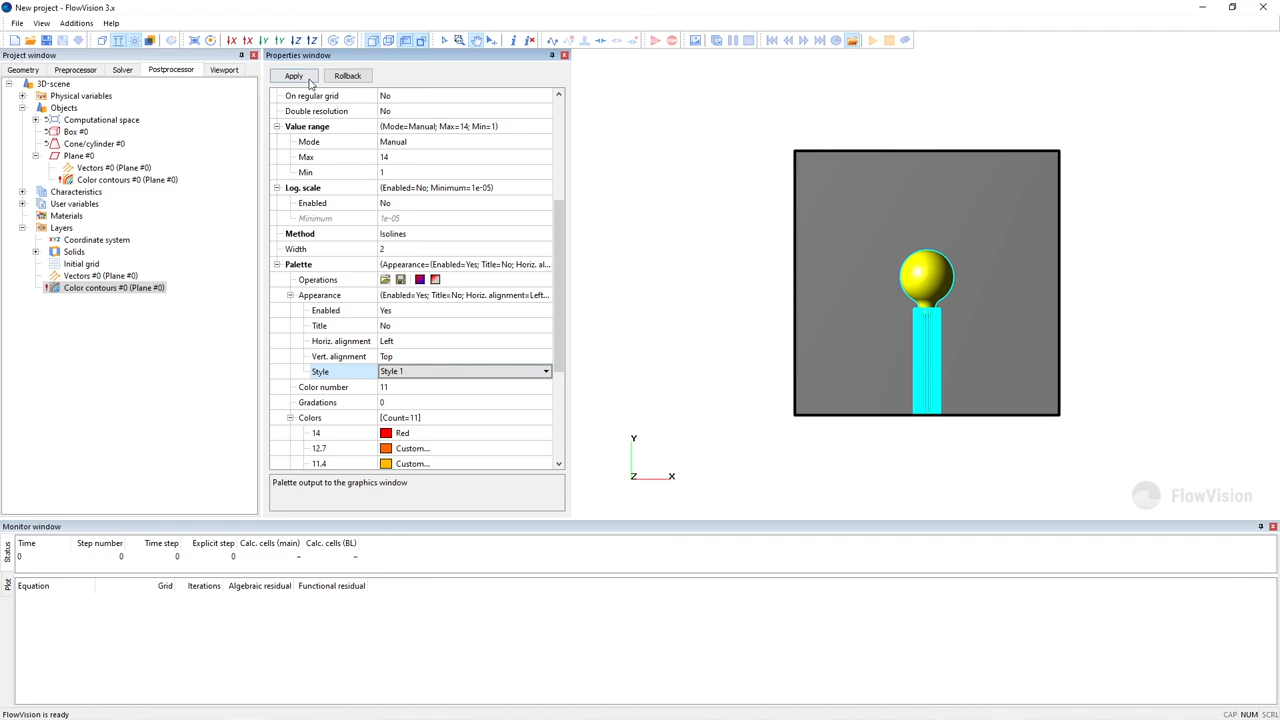 New project - FlowVision 3.x
File View Additions Help
Project window
Properties window
Geometry Preprocessor Solver Postprocessor Viewport
Apply Rollback
3D-scene
Physical variables
Objects
Computational space
Box #0
Cone/cylinder #0
Plane #0
Vectors #0 (Plane #0)
Color contours #0 (Plane #0)
Characteristics
User variables
Materials
Layers
Coordinate system
Solids
Initial grid
Vectors #0 (Plane #0)
Color contours #0 (Plane #0)
On regular grid No
Double resolution No
Value range (Mode=Manual; Max=14; Min=1)
Mode Manual
Max 14
Min 1
Log. scale (Enabled=No; Minimum=1e-05)
Enabled No
Minimum 1e-05
Method Isolines
Width 2
Palette (Appearance=(Enabled=Yes; Title=No; Horiz. al...
Operations
Appearance (Enabled=Yes; Title=No; Horiz. alignment=Left...
Enabled Yes
Title No
Horiz. alignment Left
Vert. alignment Top
Style Style 1
Color number 11
Gradations 0
Colors [Count=11]
14 Red
12.7 Custom...
11.4 Custom...
Palette output to the graphics window
Y
Z X
FlowVision
Monitor window
Status
Plot
Time Step number Time step Explicit step Calc. cells (main) Calc. cells (BL)
0 0 0 0 – –
Equation Grid Iterations Algebraic residual Functional residual
FlowVision is ready
CAP NUM SCRL